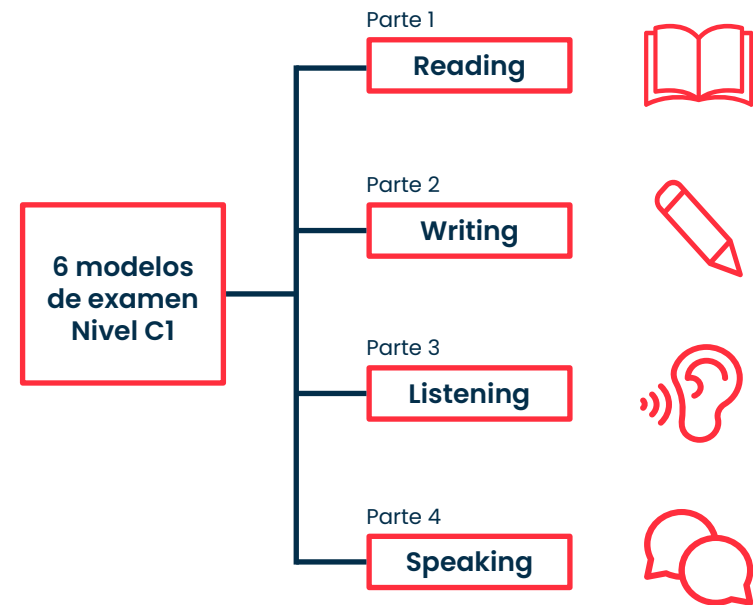 Parte 1
Reading
Parte 2
Writing
6 modelos
de examen
Nivel C1
Parte 3
Listening
Parte 4
Speaking